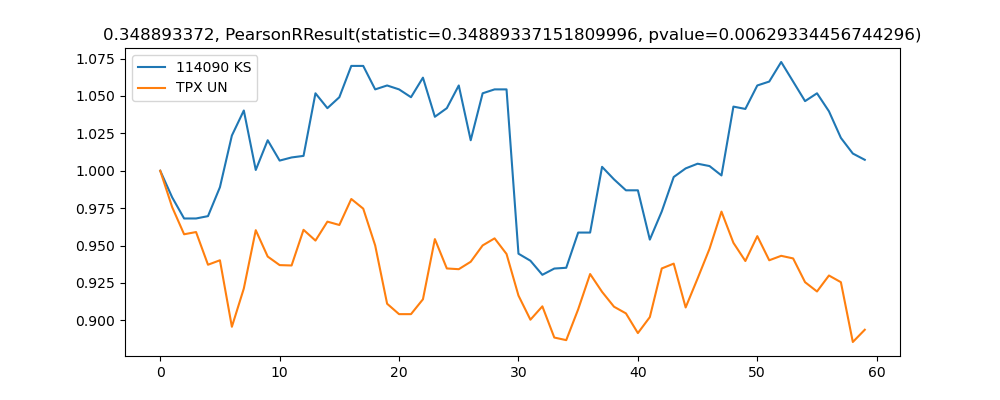 0.348893372, PearsonRResult(statistic=0.34889337151809996, pvalue=0.00629334456744296)
114090 KS
TPX UN
1.075
1.050
1.025
1.000
0.975
0.950
0.925
0.900
0 10 20 30 40 50 60